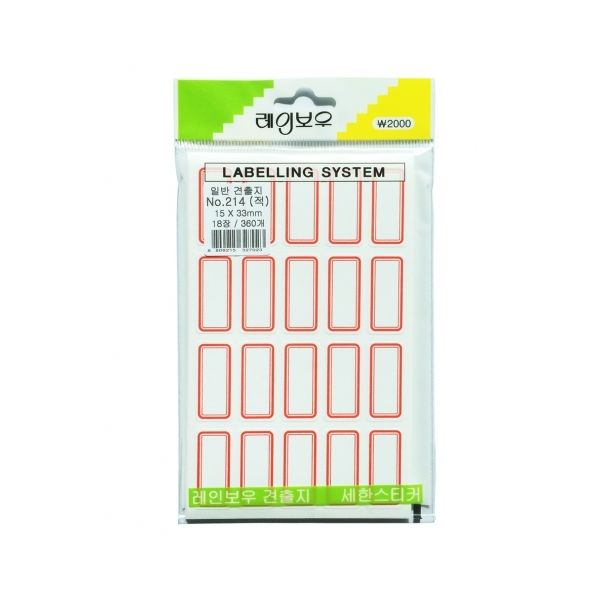 레인보우
₩2000
LABELLING SYSTEM
일반 견출지
No.214 (적)
15 X 33mm
18장 / 360개
레인보우 견출지 세한스티커